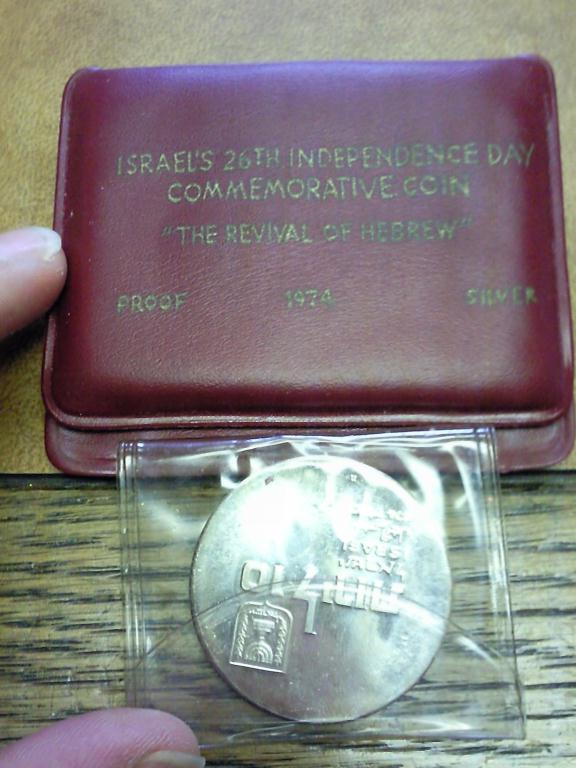 ISRAEL'S 26TH INDEPENDENCE DAY
COMMEMORATIVE COIN
"THE REVIVAL OF HEBREW"
PROOF 1974 SILVER